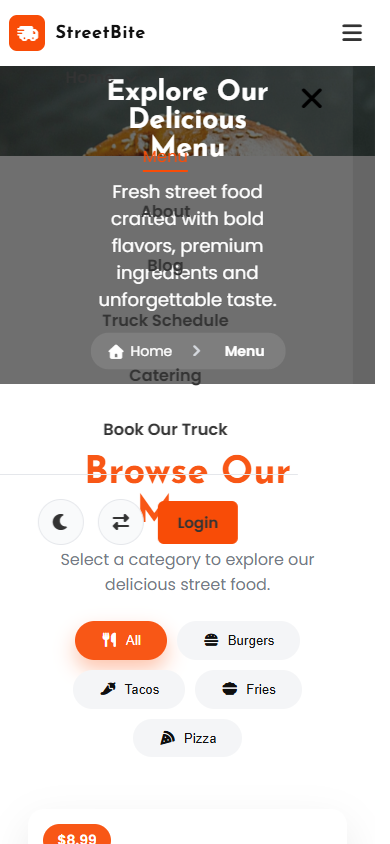 StreetBite
Home
Explore Our
Delicious
Menu
Menu
Fresh street food
About
crafted with bold
flavors, premium
Blog
ingredients and
unforgettable taste.
Truck Schedule
Home > Menu
Catering
Book Our Truck
Browse Our
M
Login
Select a category to explore our
delicious street food.
All
Burgers
Tacos
Fries
Pizza
$8.99